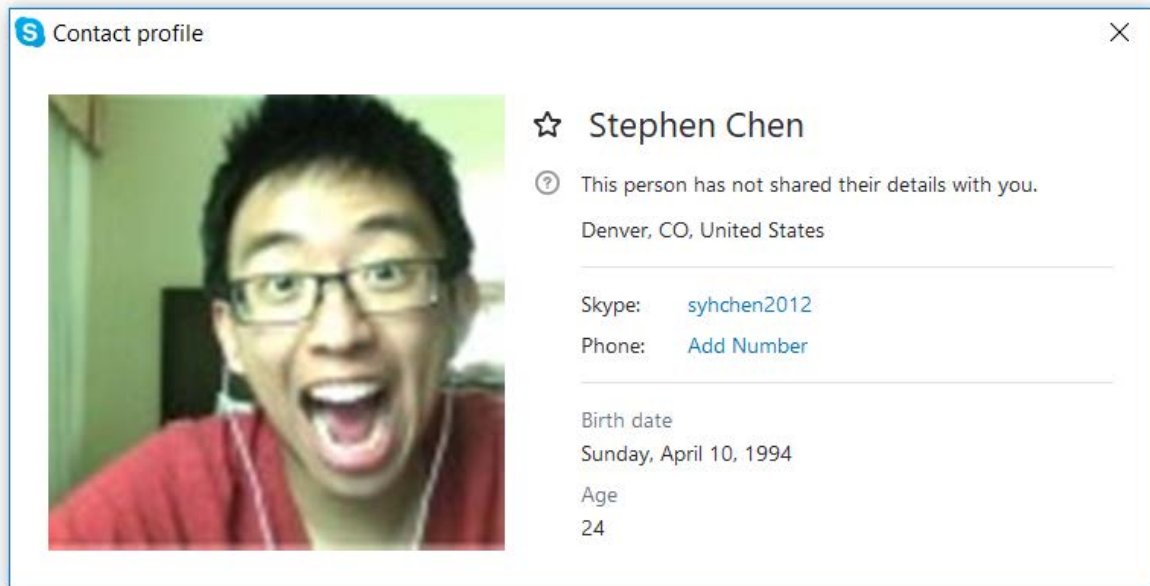 Contact profile
Stephen Chen
This person has not shared their details with you.
Denver, CO, United States
Skype: syhchen2012
Phone: Add Number
Birth date
Sunday, April 10, 1994
Age
24